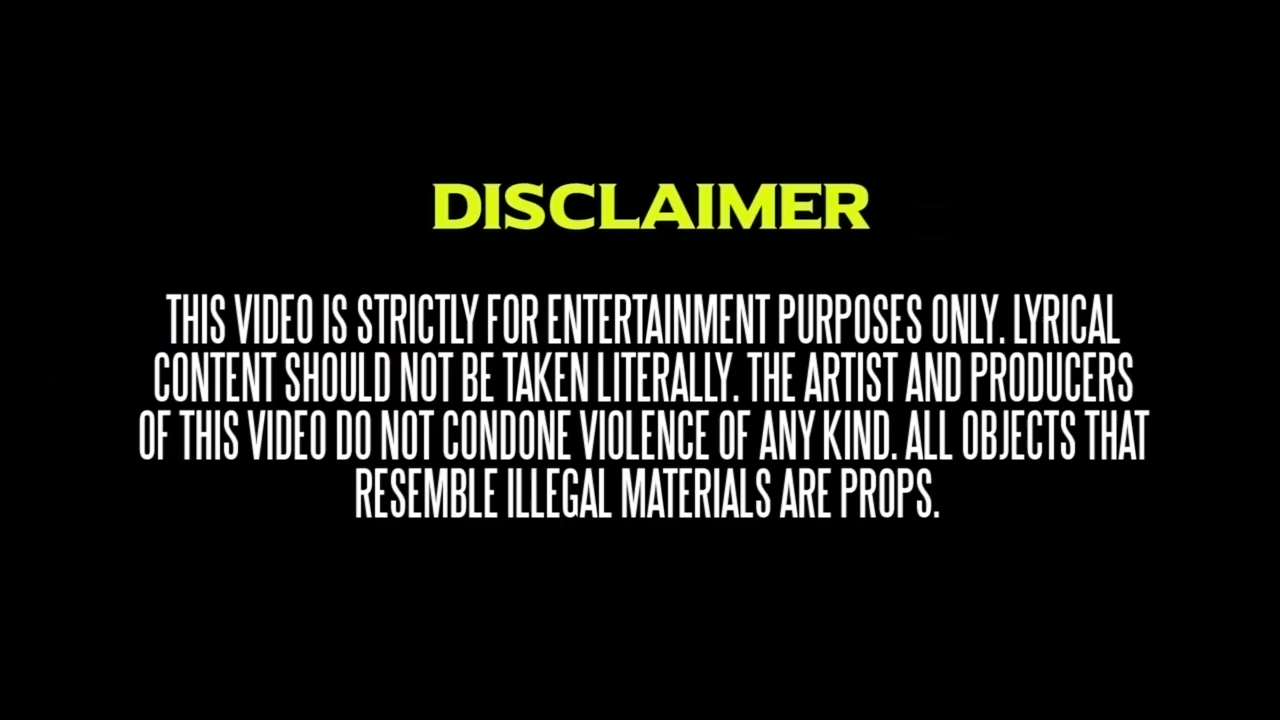 DISCLAIMER
THIS VIDEO IS STRICTLY FOR ENTERTAINMENT PURPOSES ONLY. LYRICAL
CONTENT SHOULD NOT BE TAKEN LITERALLY. THE ARTIST AND PRODUCERS
OF THIS VIDEO DO NOT CONDONE VIOLENCE OF ANY KIND. ALL OBJECTS THAT
RESEMBLE ILLEGAL MATERIALS ARE PROPS.